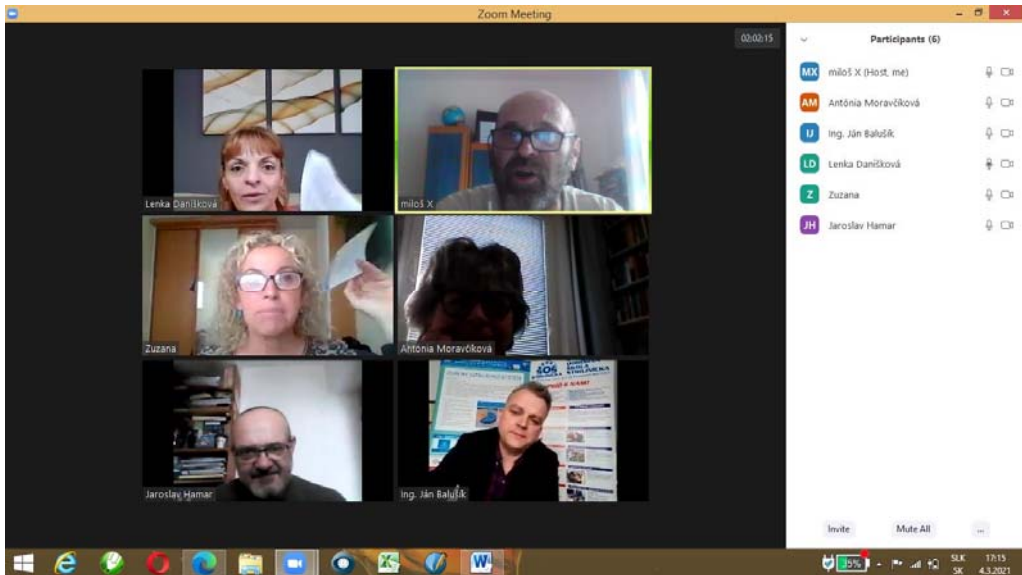 Zoom Meeting
02:02:15
Participants (6)
MX miloš X (Host, me)
AM Antónia Moravčíková
IJ Ing. Ján Balušík
LD Lenka Daníšková
Z Zuzana
JH Jaroslav Hamar
Lenka Daníšková
miloš X
Zuzana
Antónia Moravčíková
Jaroslav Hamar
Ing. Ján Balušík
SOŠ
Invite
Mute All
...
35%
SLK
17:15
SK
4.3.2021